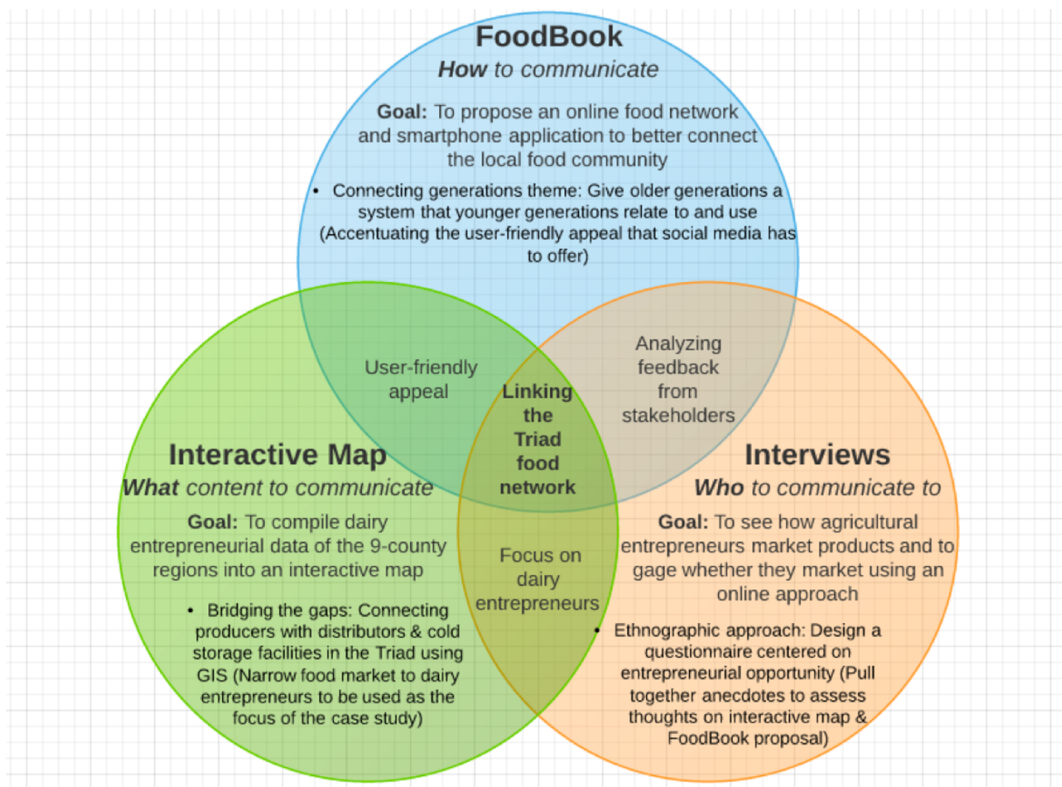 FoodBook
How to communicate
Goal: To propose an online food network
and smartphone application to better connect
the local food community
• Connecting generations theme: Give older generations a
system that younger generations relate to and use
(Accentuating the user-friendly appeal that social media has
to offer)
User-friendly
appeal
Analyzing
feedback
from
stakeholders
Linking
the
Triad
food
network
Interactive Map
What content to communicate
Goal: To compile dairy
entrepreneurial data of the 9-county
regions into an interactive map
• Bridging the gaps: Connecting
producers with distributors & cold
storage facilities in the Triad using
GIS (Narrow food market to dairy
entrepreneurs to be used as the
focus of the case study)
Focus on
dairy
entrepreneurs
Interviews
Who to communicate to
Goal: To see how agricultural
entrepreneurs market products and to
gage whether they market using an
online approach
• Ethnographic approach: Design a
questionnaire centered on
entrepreneurial opportunity (Pull
together anecdotes to assess
thoughts on interactive map &
FoodBook proposal)